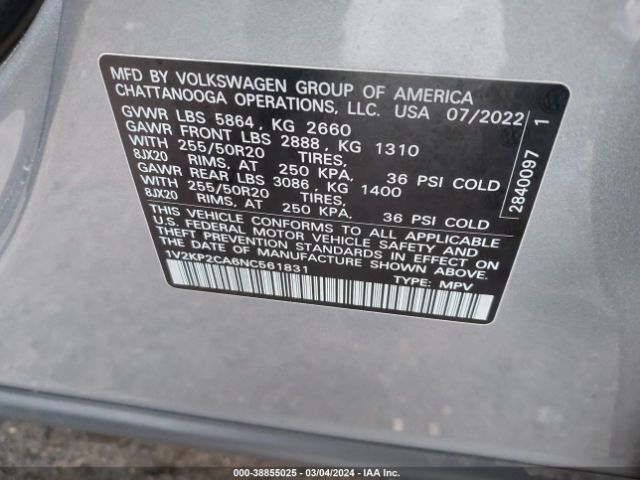 MFD BY VOLKSWAGEN GROUP OF AMERICA
CHATTANOOGA OPERATIONS, LLC. USA 07/2022
GVWR LBS 5864, KG 2660
GAWR FRONT LBS 2888, KG 1310
WITH 255/50R20 TIRES,
8JX20 RIMS, AT 250 KPA, 36 PSI COLD
GAWR REAR LBS 3086, KG 1400
WITH 255/50R20 TIRES,
8JX20 RIMS, AT 250 KPA, 36 PSI COLD
THIS VEHICLE CONFORMS TO ALL APPLICABLE
U.S. FEDERAL MOTOR VEHICLE SAFETY AND
THEFT PREVENTION STANDARDS IN EFFECT ON
THE DATE OF MANUFACTURE SHOWN ABOVE.
1V2KP2CA6NC561831
TYPE: MPV
2840097 1
000-38855025 - 03/04/2024 - IAA Inc.